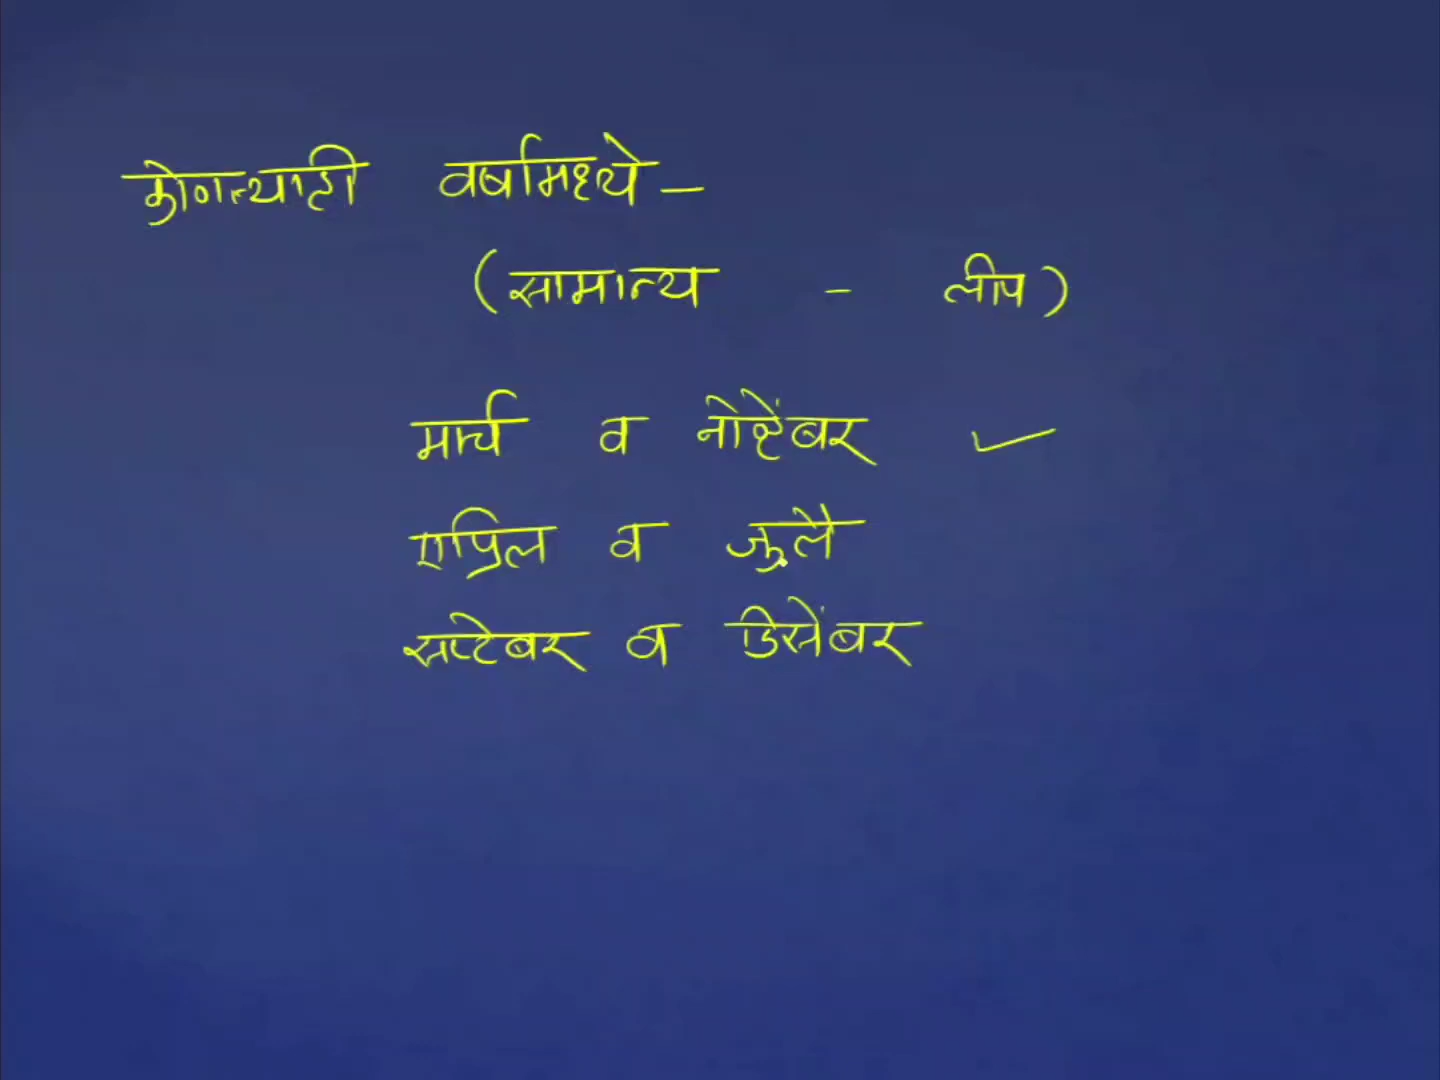 कोणत्याही वर्षामध्ये -
(सामान्य - लीप)
मार्च व नोव्हेंबर ✓
एप्रिल व जुलै
सप्टेबर व डिसेंबर